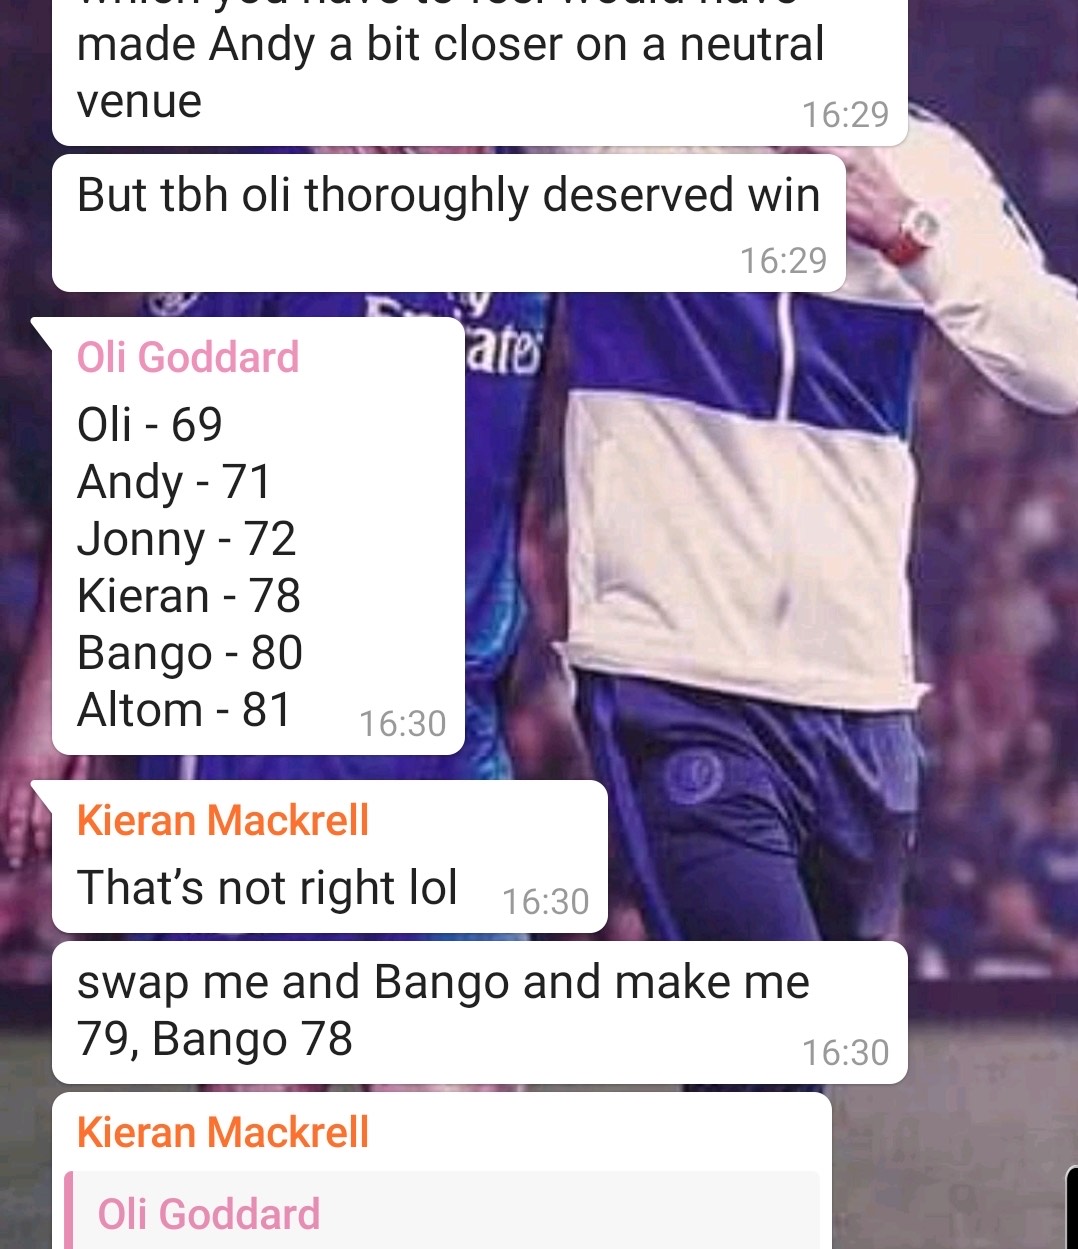 made Andy a bit closer on a neutral
venue
16:29
But tbh oli thoroughly deserved win
16:29
ates
Oli Goddard
Oli - 69
Andy - 71
Jonny - 72
Kieran - 78
Bango - 80
Altom - 81
16:30
Kieran Mackrell
That's not right lol
16:30
swap me and Bango and make me
79, Bango 78
16:30
Kieran Mackrell
Oli Goddard